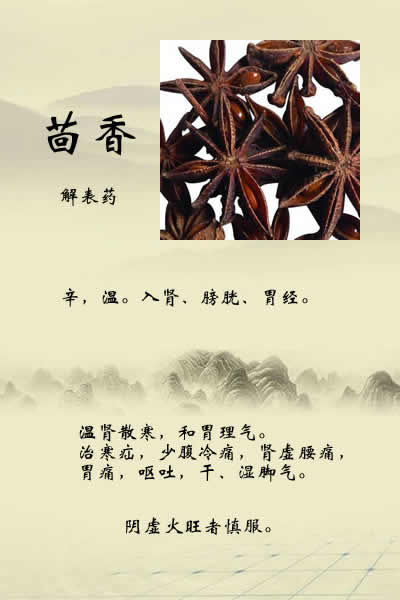 茴香
解表药
辛，温。入肾、膀胱、胃经。
温肾散寒，和胃理气。
治寒疝，少腹冷痛，肾虚腰痛，
胃痛，呕吐，干、湿脚气。
阴虚火旺者慎服。